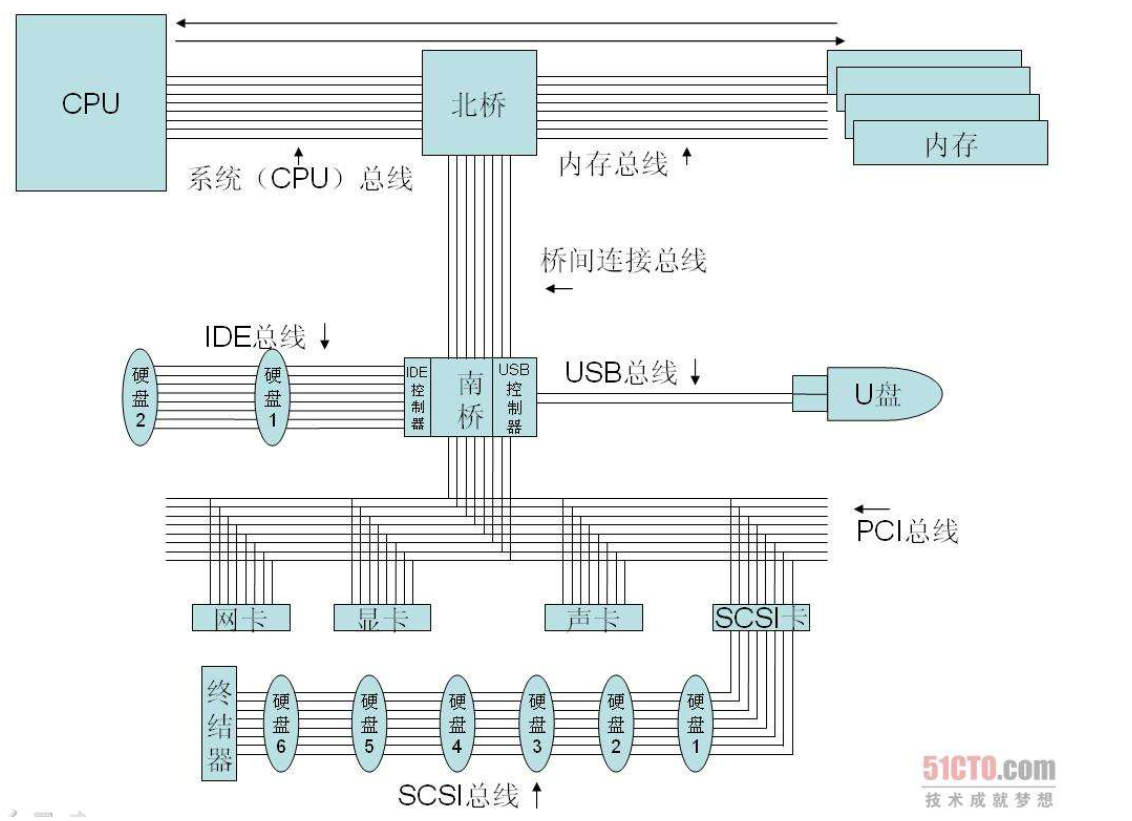 CPU
北桥
内存
系统（CPU）总线
内存总线
桥间连接总线
IDE总线
硬盘2
硬盘1
IDE控制器
南桥
USB控制器
USB总线
U盘
PCI总线
网卡
显卡
声卡
SCSI卡
终结器
硬盘6
硬盘5
硬盘4
硬盘3
硬盘2
硬盘1
SCSI总线
51CTO.com
技术成就梦想